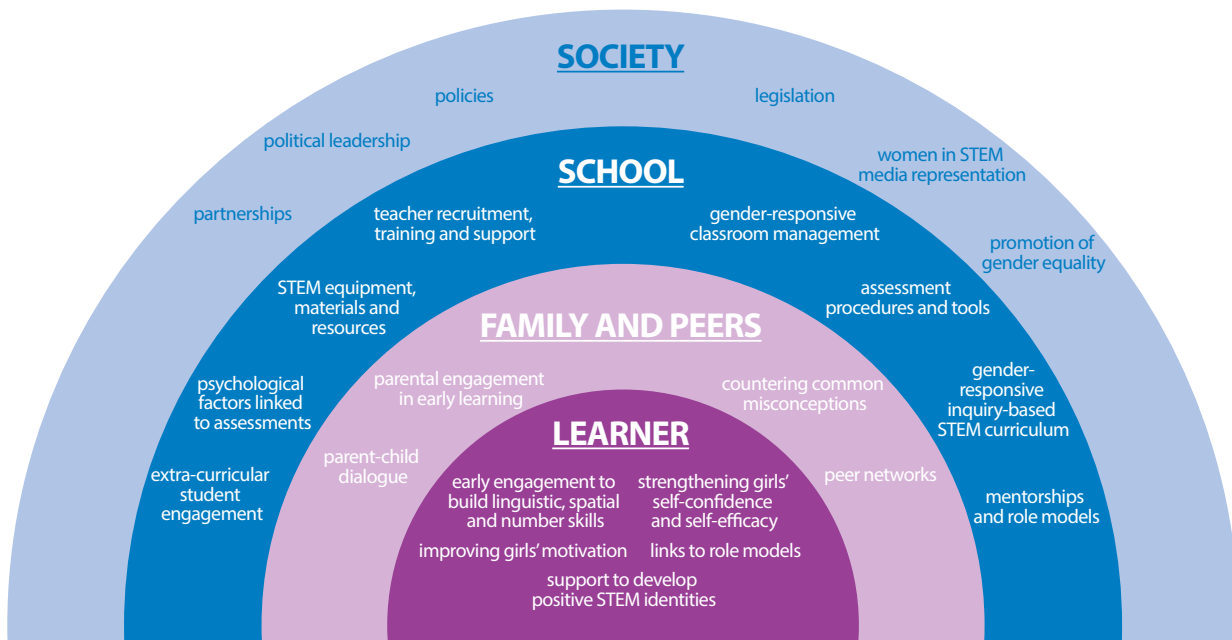 SOCIETY
policies
legislation
political leadership
women in STEM
media representation
partnerships
promotion of
gender equality
SCHOOL
teacher recruitment,
training and support
gender-responsive
classroom management
STEM equipment,
materials and
resources
assessment
procedures and tools
psychological
factors linked
to assessments
gender-
responsive
inquiry-based
STEM curriculum
extra-curricular
student
engagement
mentorships
and role models
FAMILY AND PEERS
parental engagement
in early learning
countering common
misconceptions
parent-child
dialogue
peer networks
LEARNER
early engagement to
build linguistic, spatial
and number skills
strengthening girls’
self-confidence
and self-efficacy
improving girls’ motivation
links to role models
support to develop
positive STEM identities